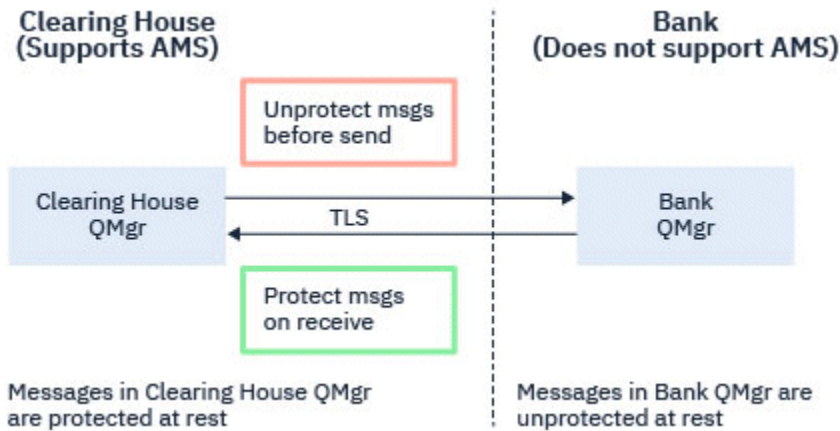 Clearing House
(Supports AMS)
Bank
(Does not support AMS)
Unprotect msgs
before send
Clearing House
QMgr
TLS
Bank
QMgr
Protect msgs
on receive
Messages in Clearing House QMgr
are protected at rest
Messages in Bank QMgr are
unprotected at rest